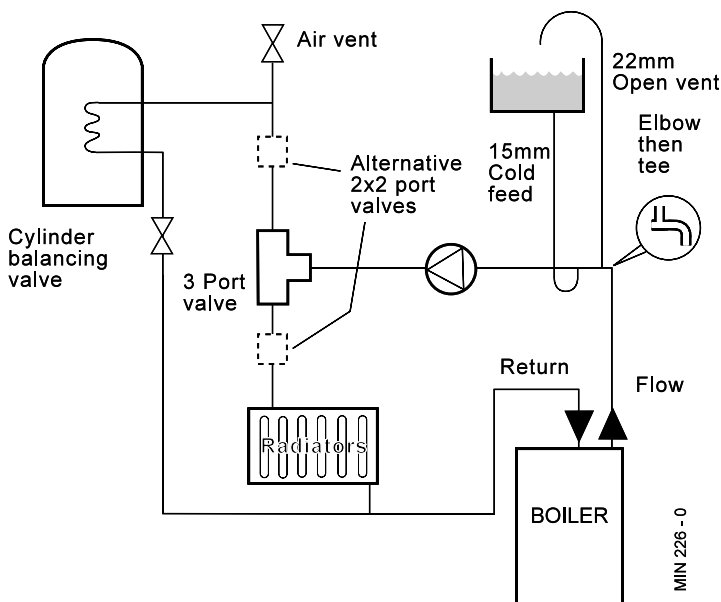 Air vent
22mm
Open vent
Elbow
then
tee
15mm
Cold
feed
Alternative
2x2 port
valves
Cylinder
balancing
valve
3 Port
valve
Return
Flow
Radiators
BOILER
MIN 226 - 0